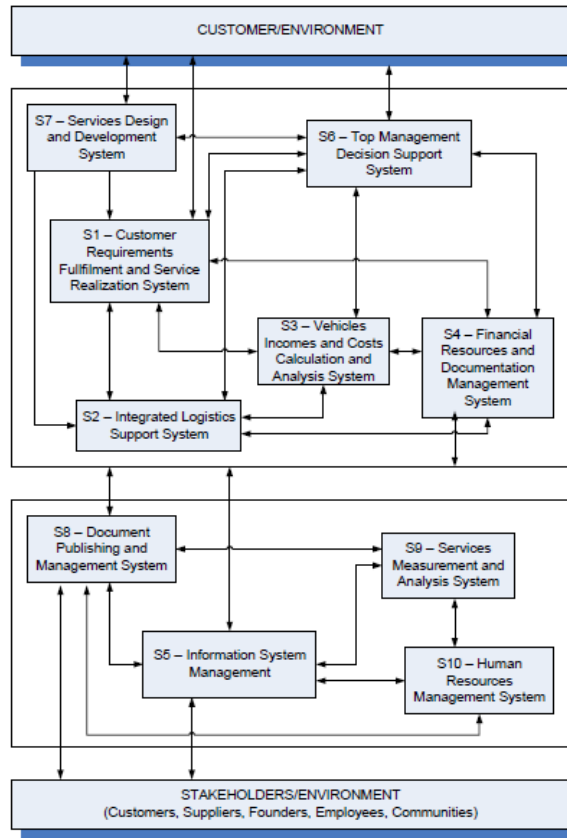 CUSTOMER/ENVIRONMENT
S7 – Services Design
and Development
System
S6 – Top Management
Decision Support
System
S1 – Customer
Requirements
Fullfilment and Service
Realization System
S3 – Vehicles
Incomes and Costs
Calculation and
Analysis System
S4 – Financial
Resources and
Documentation
Management
System
S2 – Integrated Logistics
Support System
S8 – Document
Publishing and
Management System
S9 – Services
Measurement and
Analysis System
S5 – Information System
Management
S10 – Human
Resources
Management System
STAKEHOLDERS/ENVIRONMENT
(Customers, Suppliers, Founders, Employees, Communities)